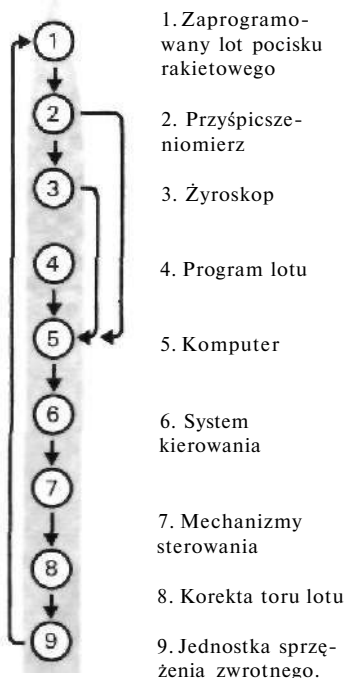 1
2
3
4
5
6
7
8
9
1. Zaprogramo-
wany lot pocisku
rakietowego
2. Przyśpicsze-
niomierz
3. Żyroskop
4. Program lotu
5. Komputer
6. System
kierowania
7. Mechanizmy
sterowania
8. Korekta toru lotu
9. Jednostka sprzę-
żenia zwrotnego.